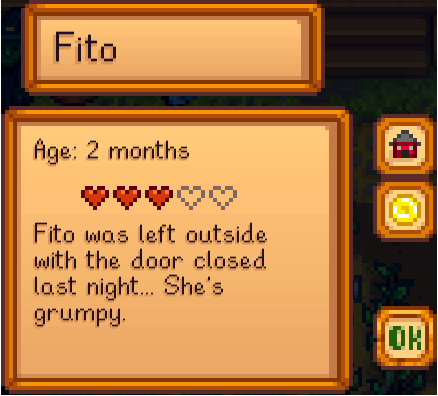 Fito
Age: 2 months
Fito was left outside
with the door closed
last night... She's
grumpy.
OK